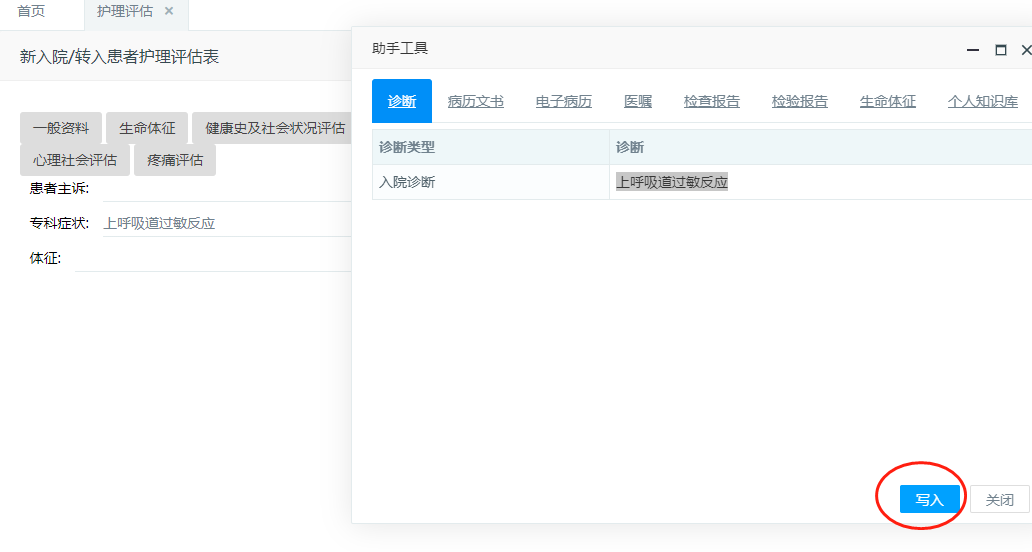 首页 护理评估 ×
新入院/转入患者护理评估表
一般资料 生命体征 健康史及社会状况评估
心理社会评估 疼痛评估
患者主诉:
专科症状: 上呼吸道过敏反应
体征:
助手工具
诊断 病历文书 电子病历 医嘱 检查报告 检验报告 生命体征 个人知识库
诊断类型 诊断
入院诊断 上呼吸道过敏反应
写入 关闭